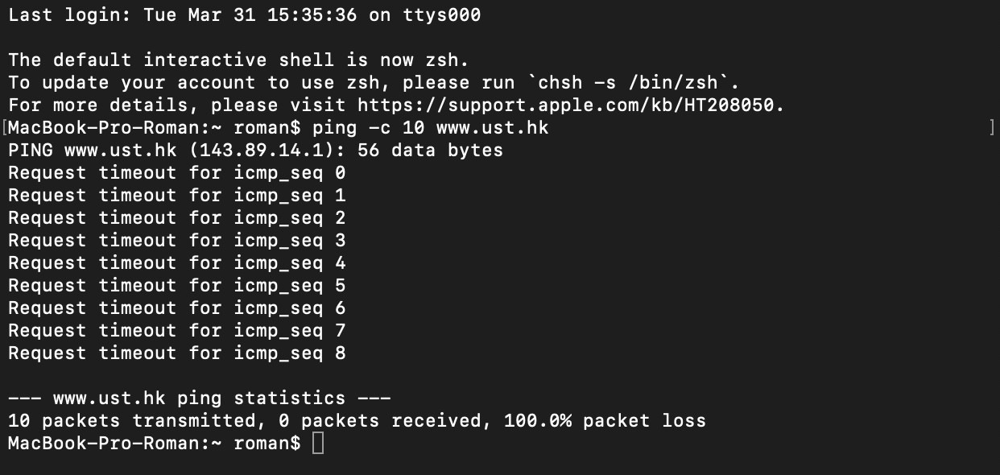 Last login: Tue Mar 31 15:35:36 on ttys000
The default interactive shell is now zsh.
To update your account to use zsh, please run `chsh -s /bin/zsh`.
For more details, please visit https://support.apple.com/kb/HT208050.
[MacBook-Pro-Roman:~ roman$ ping -c 10 www.ust.hk ]
PING www.ust.hk (143.89.14.1): 56 data bytes
Request timeout for icmp_seq 0
Request timeout for icmp_seq 1
Request timeout for icmp_seq 2
Request timeout for icmp_seq 3
Request timeout for icmp_seq 4
Request timeout for icmp_seq 5
Request timeout for icmp_seq 6
Request timeout for icmp_seq 7
Request timeout for icmp_seq 8
--- www.ust.hk ping statistics ---
10 packets transmitted, 0 packets received, 100.0% packet loss
MacBook-Pro-Roman:~ roman$